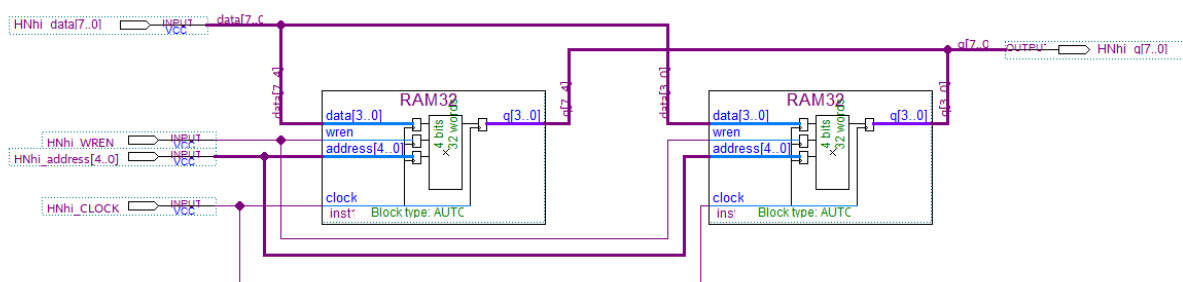 HNhi_data[7..0]
INPUT
VCC
data[7..0
data[7..4]
RAM32
data[3..0]
wren
address[4..0]
clock
inst1
Block type: AUTO
4 bits
32 words
q[3..0]
q[7..4]
data[3..0]
RAM32
data[3..0]
wren
address[4..0]
clock
Block type: AUTO
4 bits
32 words
q[3..0]
q[3..0]
q[7..0
OUTPUT
HNhi_q[7..0]
HNhi_WREN
INPUT
VCC
HNhi_address[4..0]
INPUT
VCC
HNhi_CLOCK
INPUT
VCC